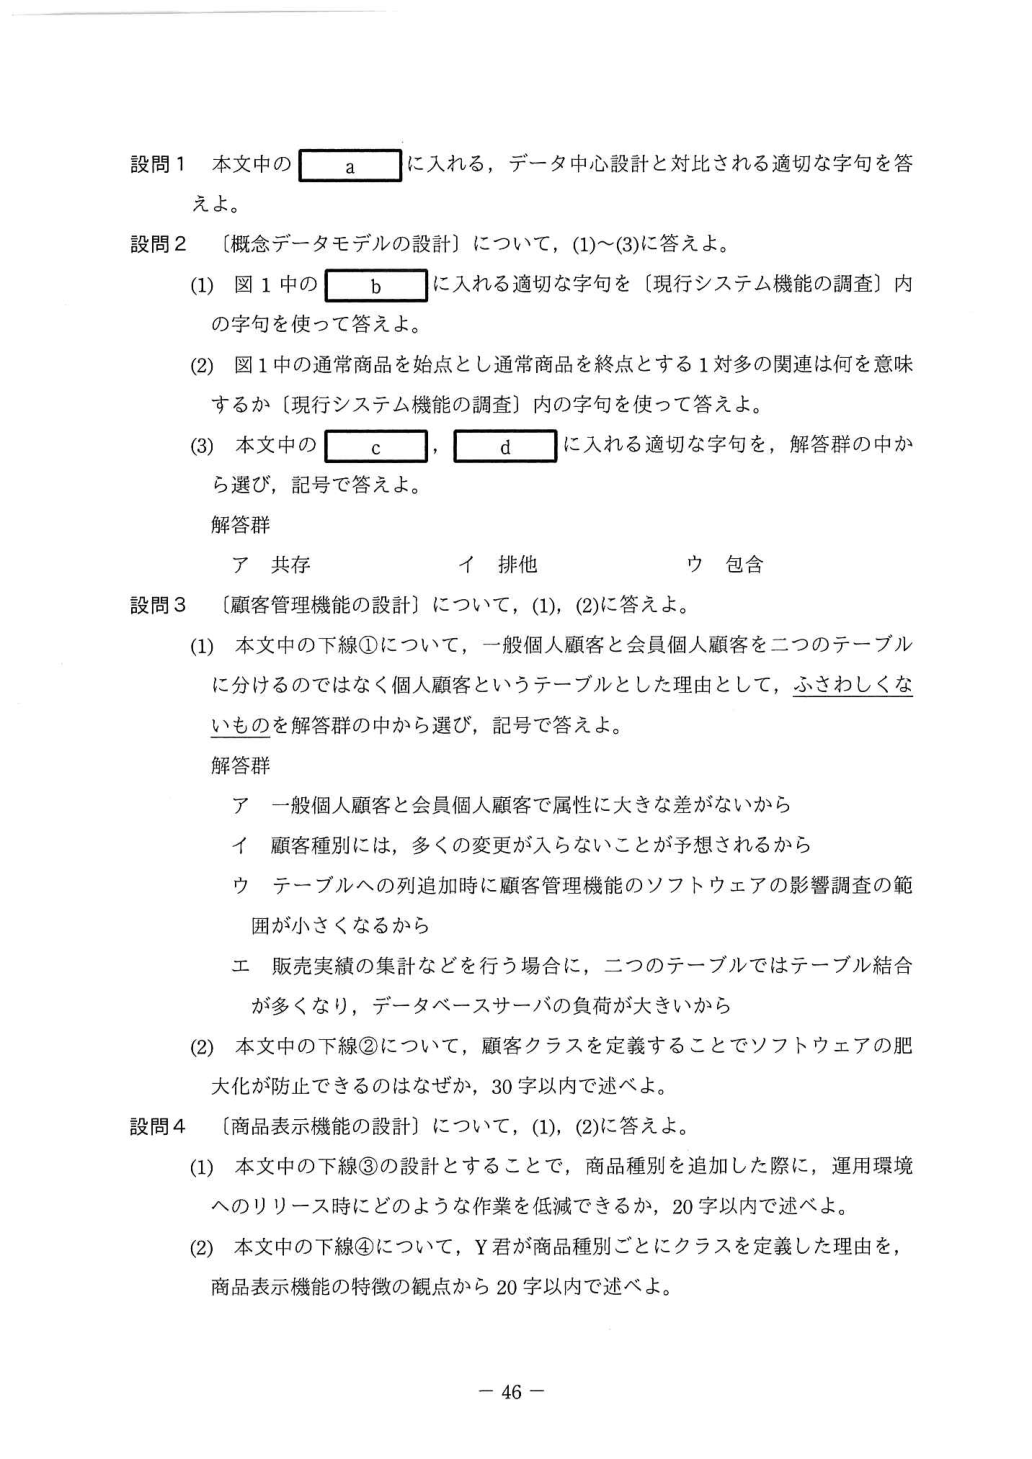 設問1 本文中の a に入れる，データ中心設計と対比される適切な字句を答
えよ。
設問2 〔概念データモデルの設計〕について，(1)～(3)に答えよ。
(1) 図1中の b に入れる適切な字句を〔現行システム機能の調査〕内
の字句を使って答えよ。
(2) 図1中の通常商品を始点とし通常商品を終点とする1対多の関連は何を意味
するか〔現行システム機能の調査〕内の字句を使って答えよ。
(3) 本文中の c ， d に入れる適切な字句を，解答群の中か
ら選び，記号で答えよ。
解答群
ア 共存 イ 排他 ウ 包含
設問3 〔顧客管理機能の設計〕について，(1)，(2)に答えよ。
(1) 本文中の下線①について，一般個人顧客と会員個人顧客を二つのテーブル
に分けるのではなく個人顧客というテーブルとした理由として，ふさわしくな
いものを解答群の中から選び，記号で答えよ。
解答群
ア 一般個人顧客と会員個人顧客で属性に大きな差がないから
イ 顧客種別には，多くの変更が入らないことが予想されるから
ウ テーブルへの列追加時に顧客管理機能のソフトウェアの影響調査の範
囲が小さくなるから
エ 販売実績の集計などを行う場合に，二つのテーブルではテーブル結合
が多くなり，データベースサーバの負荷が大きいから
(2) 本文中の下線②について，顧客クラスを定義することでソフトウェアの肥
大化が防止できるのはなぜか，30字以内で述べよ。
設問4 〔商品表示機能の設計〕について，(1)，(2)に答えよ。
(1) 本文中の下線③の設計とすることで，商品種別を追加した際に，運用環境
へのリリース時にどのような作業を低減できるか，20字以内で述べよ。
(2) 本文中の下線④について，Y君が商品種別ごとにクラスを定義した理由を，
商品表示機能の特徴の観点から20字以内で述べよ。
－ 46 －